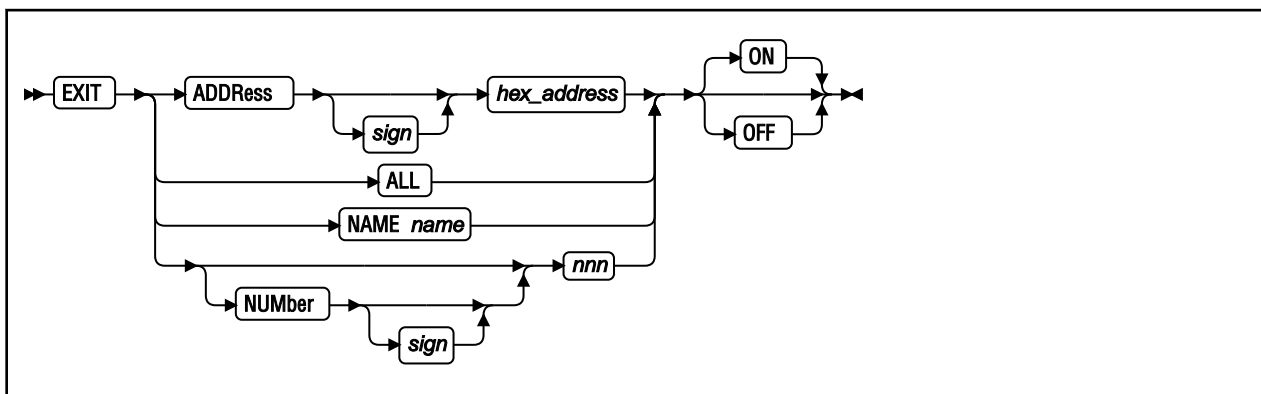 ON
EXIT ADDRess hex_address
sign OFF
ALL
NAME name
nnn
NUMber
sign